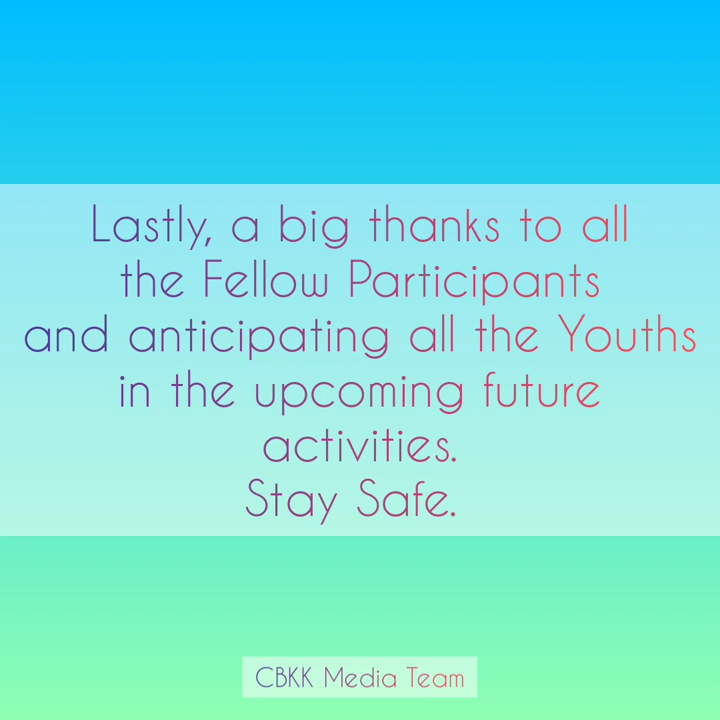 Lastly, a big thanks to all
the Fellow Participants
and anticipating all the Youths
in the upcoming future
activities.
Stay Safe.
CBKK Media Team